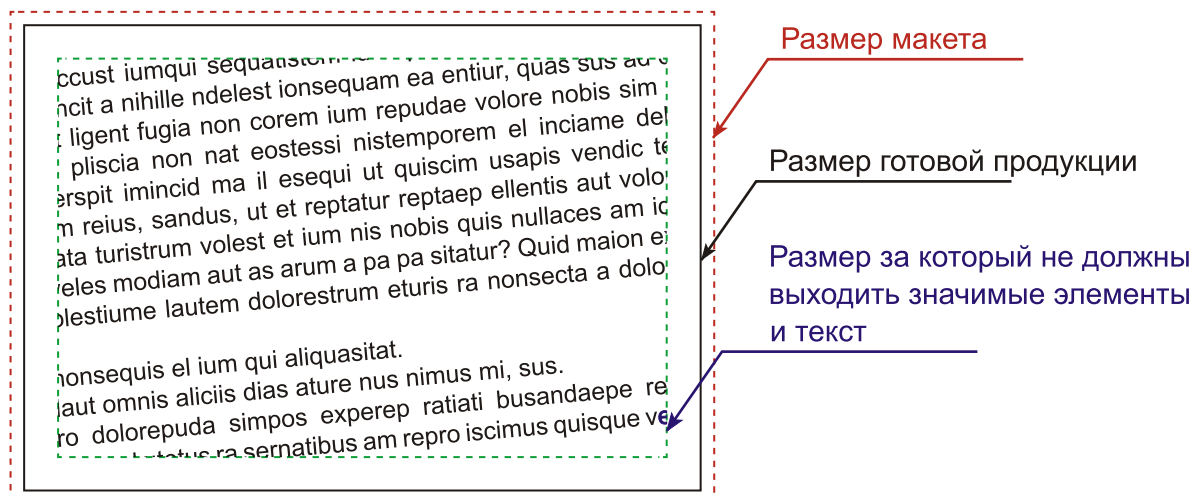 ccust iumqui
ncit a nihille ndelest ionsequam ea entiur, quas sus ad
ligent fugia non corem ium repudae volore nobis sim
pliscia non nat eostessi nistemporem el inciame del
erspit imincid ma il esequi ut quiscim usapis vendic te
m reius, sandus, ut et reptatur reptaep ellentis aut volo
ata turistrum volest et ium nis nobis quis nullaces am ic
veles modiam aut as arum a pa pa sitatur? Quid maion e
olestiume lautem dolorestrum eturis ra nonsecta a dolo
nonsequis el ium qui aliquasitat.
laut omnis aliciis dias ature nus nimus mi, sus.
ro dolorepuda simpos experep ratiati busandaepe re
ra sernatibus am repro iscimus quisque ve
Размер макета
Размер готовой продукции
Размер за который не должны
выходить значимые элементы
и текст